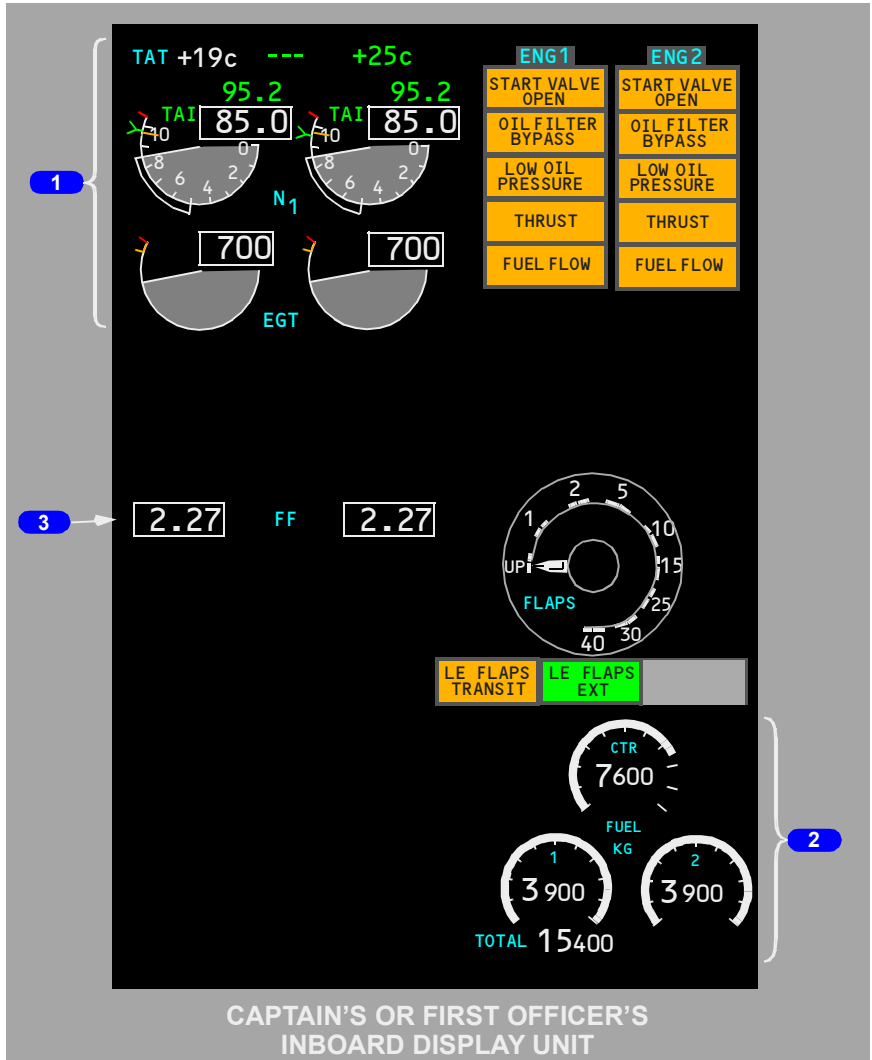 TAT +19c --- +25c
95.2 95.2
TAI 85.0 TAI 85.0
10 8 6 4 2 0
10 8 6 4 2 0
N1
700 700
EGT
ENG1
START VALVE
OPEN
OIL FILTER
BYPASS
LOW OIL
PRESSURE
THRUST
FUEL FLOW
ENG2
START VALVE
OPEN
OIL FILTER
BYPASS
LOW OIL
PRESSURE
THRUST
FUEL FLOW
1
3
2.27 FF 2.27
UP 1 2 5 10 15 25 30 40
FLAPS
LE FLAPS
TRANSIT
LE FLAPS
EXT
CTR
7600
FUEL
KG
1
3900
2
3900
TOTAL 15400
2
CAPTAIN'S OR FIRST OFFICER'S
INBOARD DISPLAY UNIT